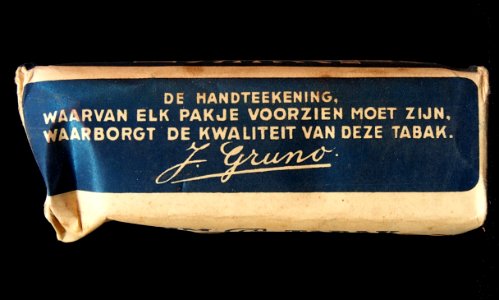 DE HANDTEEKENING,
WAARVAN ELK PAKJE VOORZIEN MOET ZIJN,
WAARBORGT DE KWALITEIT VAN DEZE TABAK.
J. Gruno.